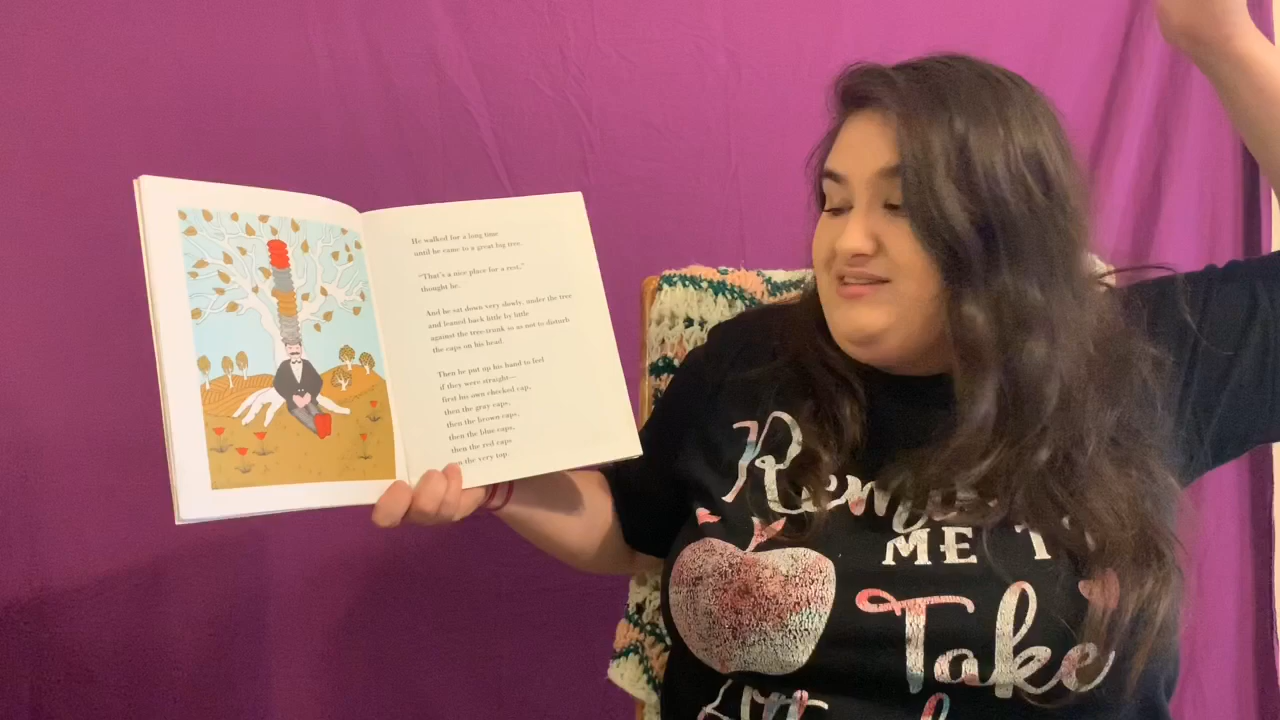 He walked for a long time
until he came to a great big tree.
"That's a nice place for a rest,"
thought he.
And he sat down very slowly, under the tree
and leaned back little by little
against the tree-trunk so as not to disturb
the caps on his head.
Then he put up his hand to feel
if they were straight—
first his own checked cap,
then the gray caps,
then the brown caps,
then the blue caps,
then the red caps
on the very top.
ME
Take